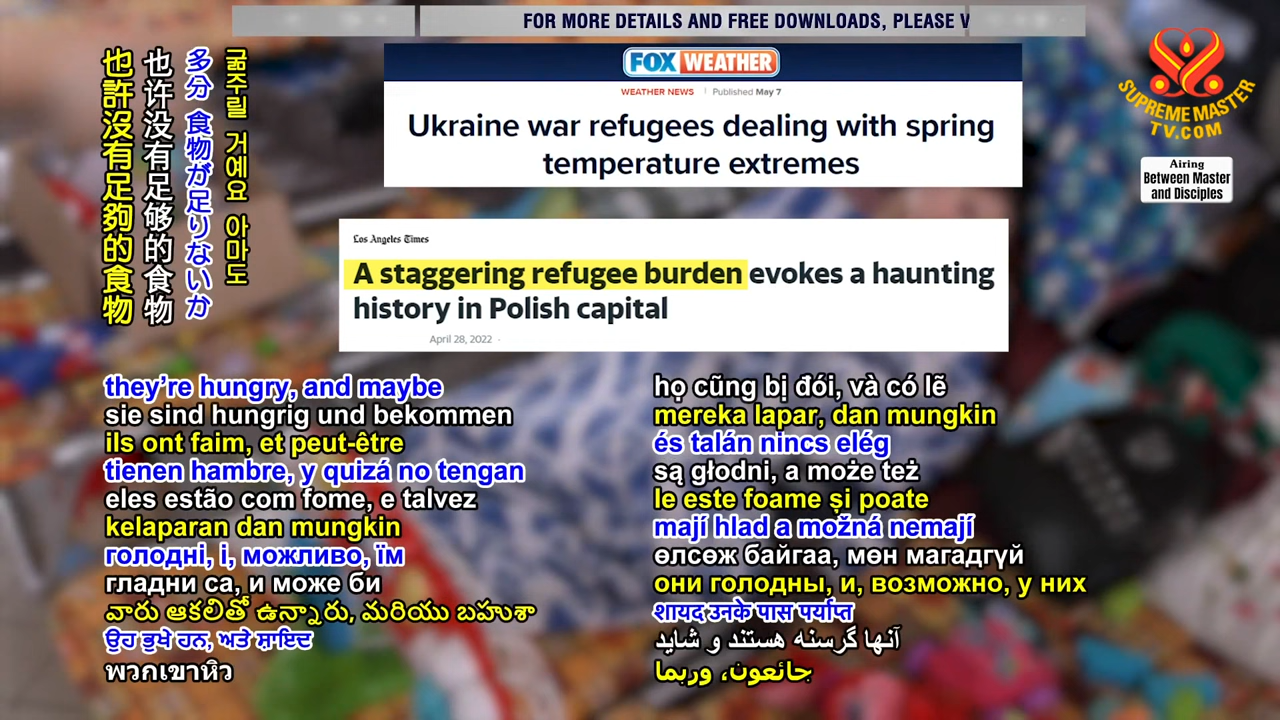 FOR MORE DETAILS AND FREE DOWNLOADS, PLEASE V
FOX WEATHER
WEATHER NEWS | Published May 7
Ukraine war refugees dealing with spring
temperature extremes
SUPREME MASTER
TV.COM
Airing
Between Master
and Disciples
Los Angeles Times
A staggering refugee burden evokes a haunting
history in Polish capital
April 28, 2022 -
굶주릴 거예요 아마도
多分 食物が足りないか
也许没有足够的食物
也許沒有足夠的食物
they're hungry, and maybe
sie sind hungrig und bekommen
ils ont faim, et peut-être
tienen hambre, y quizá no tengan
eles estão com fome, e talvez
kelaparan dan mungkin
голодні, і, можливо, їм
гладни са, и може би
వారు ఆకలితో ఉన్నారు, మరియు బహుశా
ਉਹ ਭੁਖੇ ਹਨ, ਅਤੇ ਸ਼ਾਇਦ
พวกเขาหิว
họ cũng bị đói, và có lẽ
mereka lapar, dan mungkin
és talán nincs elég
są głodni, a może też
le este foame și poate
mají hlad a možná nemají
өлсөж байгаа, мөн магадгүй
они голодны, и, возможно, у них
शायद उनके पास पर्याप्त
آنها گرسنه هستند و شاید
جائعون، وربما